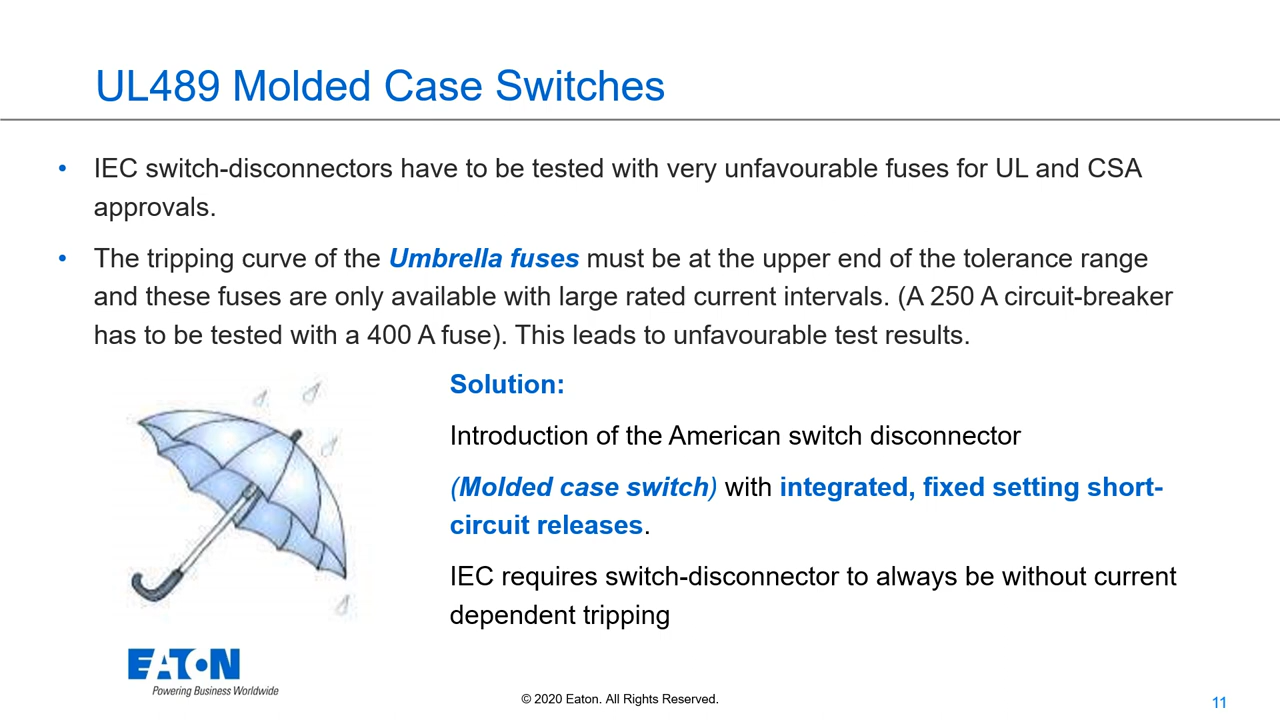 UL489 Molded Case Switches
• IEC switch-disconnectors have to be tested with very unfavourable fuses for UL and CSA
approvals.
• The tripping curve of the Umbrella fuses must be at the upper end of the tolerance range
and these fuses are only available with large rated current intervals. (A 250 A circuit-breaker
has to be tested with a 400 A fuse). This leads to unfavourable test results.
Solution:
Introduction of the American switch disconnector
(Molded case switch) with integrated, fixed setting short-
circuit releases.
IEC requires switch-disconnector to always be without current
dependent tripping
EATON
Powering Business Worldwide
© 2020 Eaton. All Rights Reserved.
11